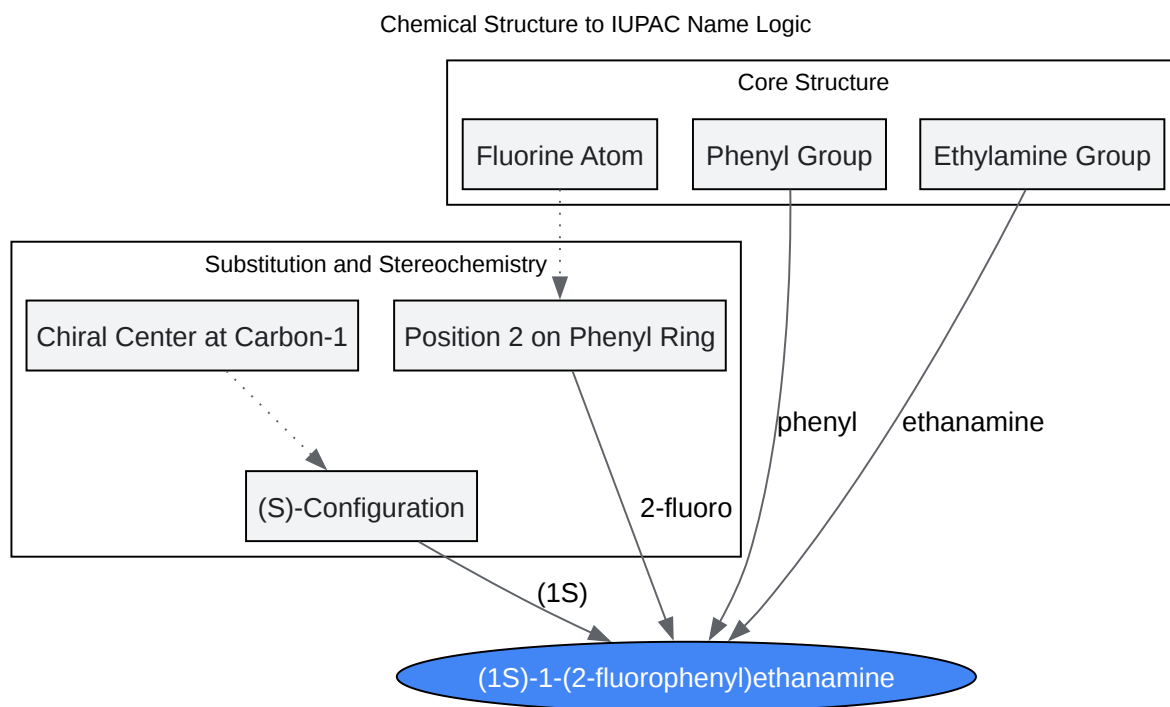 Chemical Structure to IUPAC Name Logic
Core Structure
Fluorine Atom
Phenyl Group
Ethylamine Group
Substitution and Stereochemistry
Chiral Center at Carbon-1
Position 2 on Phenyl Ring
phenyl
ethanamine
(S)-Configuration
2-fluoro
(1S)
(1S)-1-(2-fluorophenyl)ethanamine